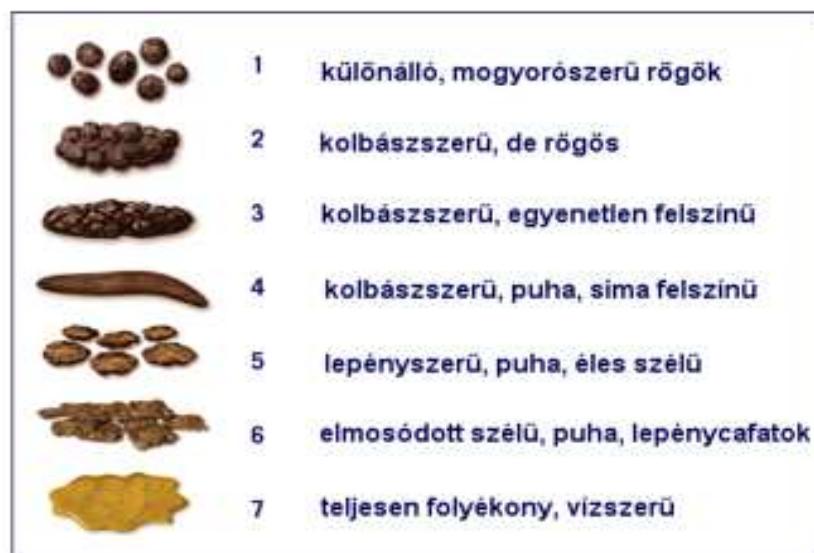 1 különálló, mogyorószerű rögök
2 kolbászszerű, de rögös
3 kolbászszerű, egyenetlen felszínű
4 kolbászszerű, puha, sima felszínű
5 lepényszerű, puha, éles szélű
6 elmosódott szélű, puha, lepénycafatok
7 teljesen folyékony, vízszerű